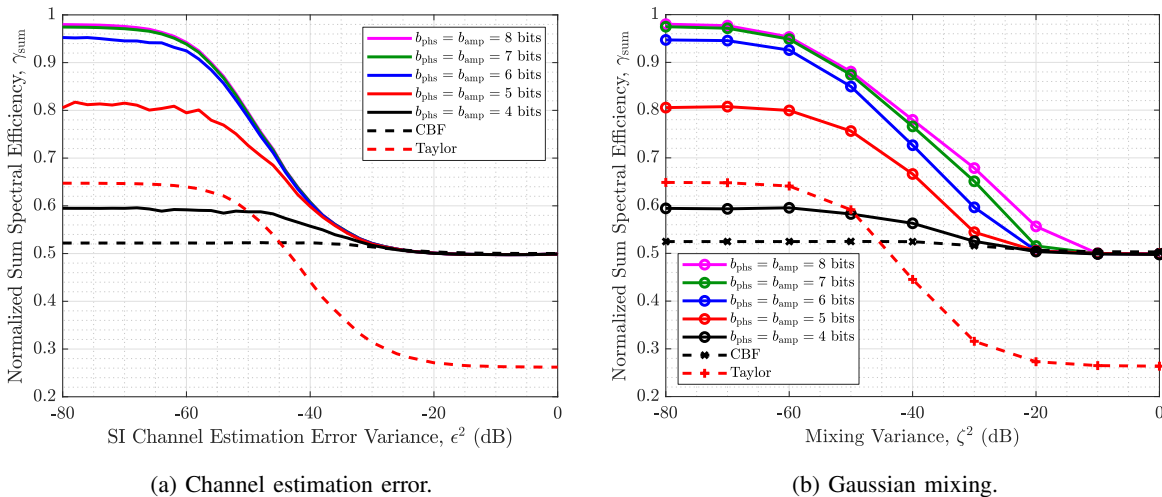 Normalized Sum Spectral Efficiency, γsum
1
0.9
0.8
0.7
0.6
0.5
0.4
0.3
0.2
-80
-60
-40
-20
0
SI Channel Estimation Error Variance, ϵ² (dB)
bphs = bamp = 8 bits
bphs = bamp = 7 bits
bphs = bamp = 6 bits
bphs = bamp = 5 bits
bphs = bamp = 4 bits
CBF
Taylor
(a) Channel estimation error.
Normalized Sum Spectral Efficiency, γsum
1
0.9
0.8
0.7
0.6
0.5
0.4
0.3
0.2
-80
-60
-40
-20
0
Mixing Variance, ζ² (dB)
bphs = bamp = 8 bits
bphs = bamp = 7 bits
bphs = bamp = 6 bits
bphs = bamp = 5 bits
bphs = bamp = 4 bits
CBF
Taylor
(b) Gaussian mixing.